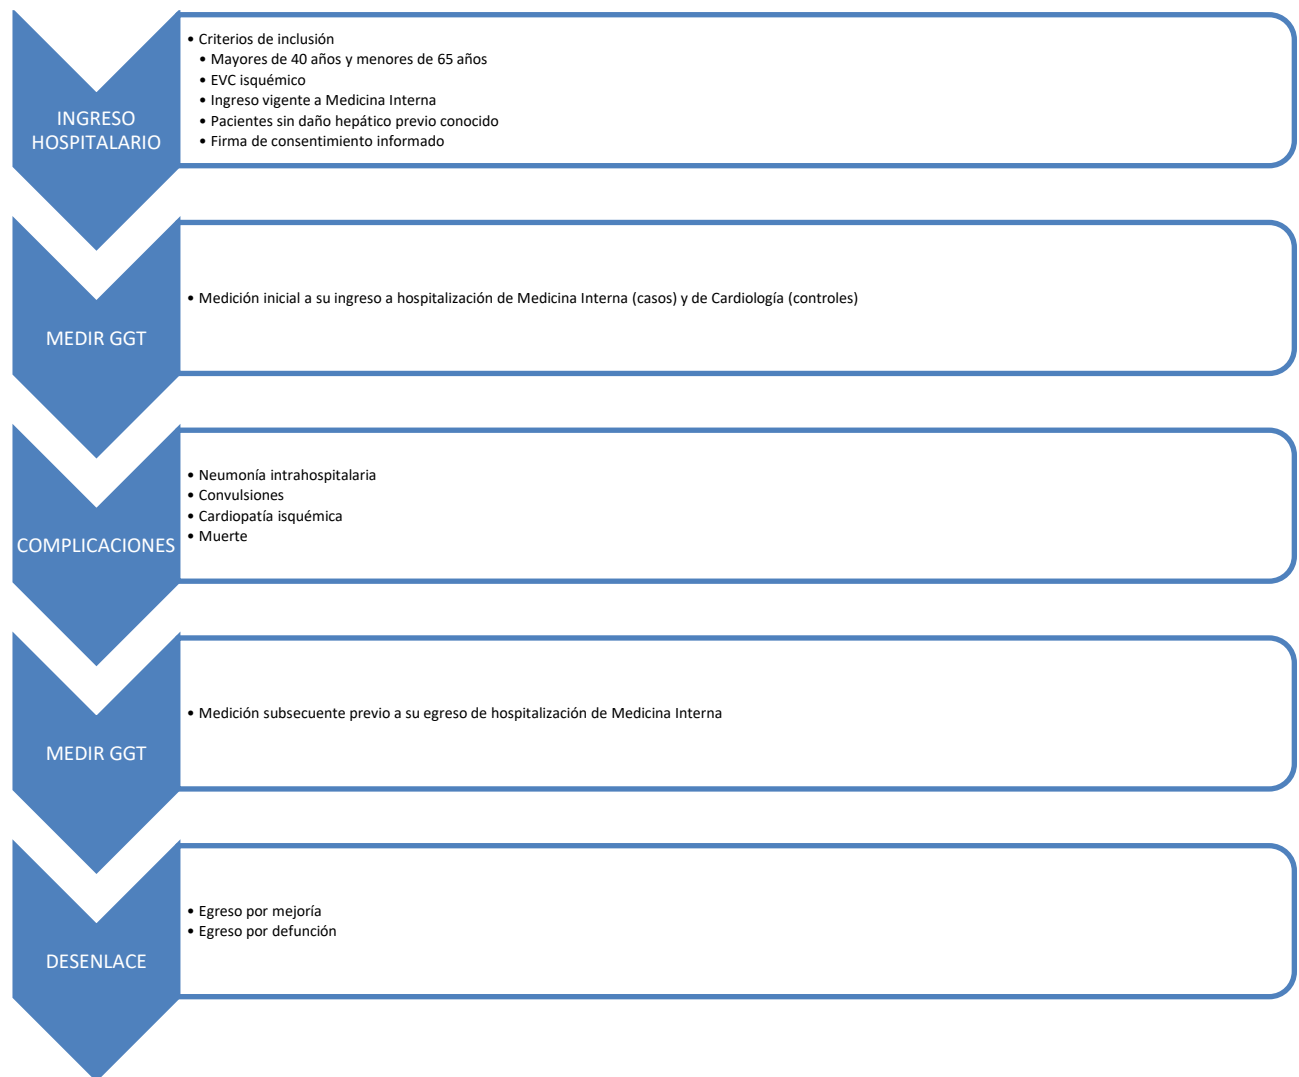 INGRESO
HOSPITALARIO
• Criterios de inclusión
• Mayores de 40 años y menores de 65 años
• EVC isquémico
• Ingreso vigente a Medicina Interna
• Pacientes sin daño hepático previo conocido
• Firma de consentimiento informado
MEDIR GGT
• Medición inicial a su ingreso a hospitalización de Medicina Interna (casos) y de Cardiología (controles)
COMPLICACIONES
• Neumonía intrahospitalaria
• Convulsiones
• Cardiopatía isquémica
• Muerte
MEDIR GGT
• Medición subsecuente previo a su egreso de hospitalización de Medicina Interna
DESENLACE
• Egreso por mejoría
• Egreso por defunción